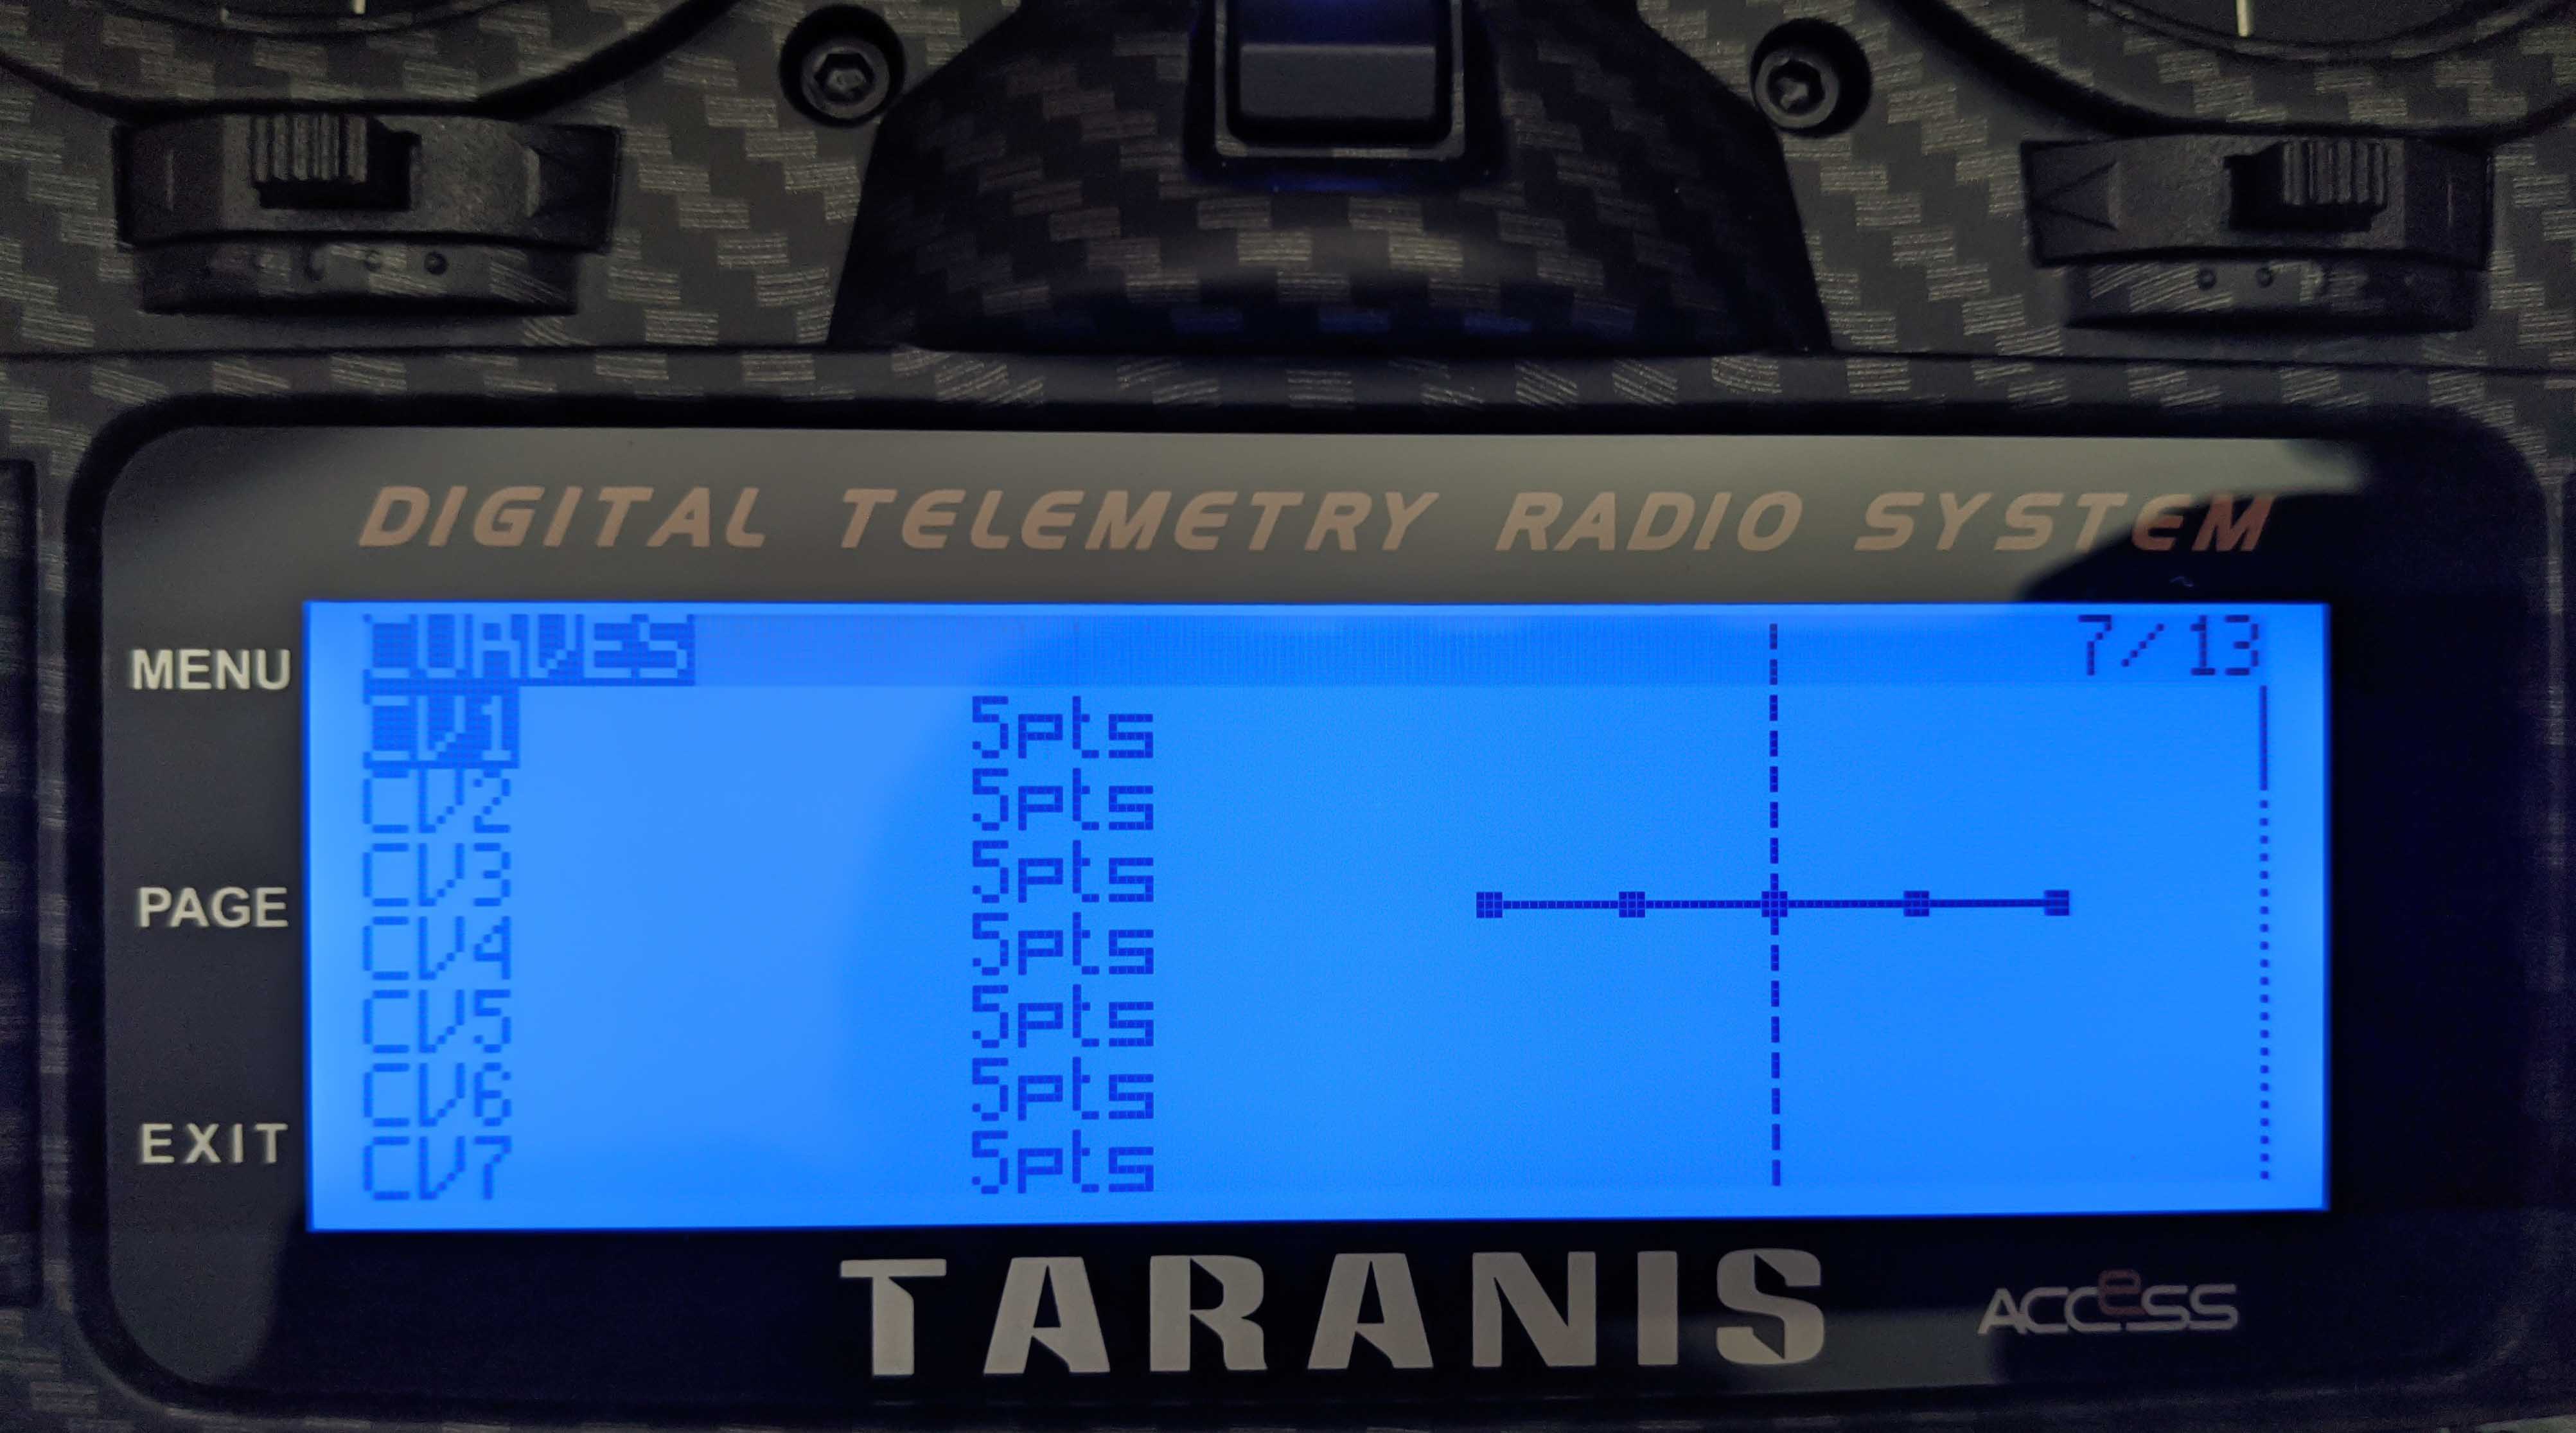 DIGITAL TELEMETRY RADIO SYSTEM
CURVES 7/13
MENU
CV1 5pts
CV2 5pts
CV3 5pts
PAGE
CV4 5pts
CV5 5pts
CV6 5pts
EXIT
CV7 5pts
TARANIS
ACCeSS